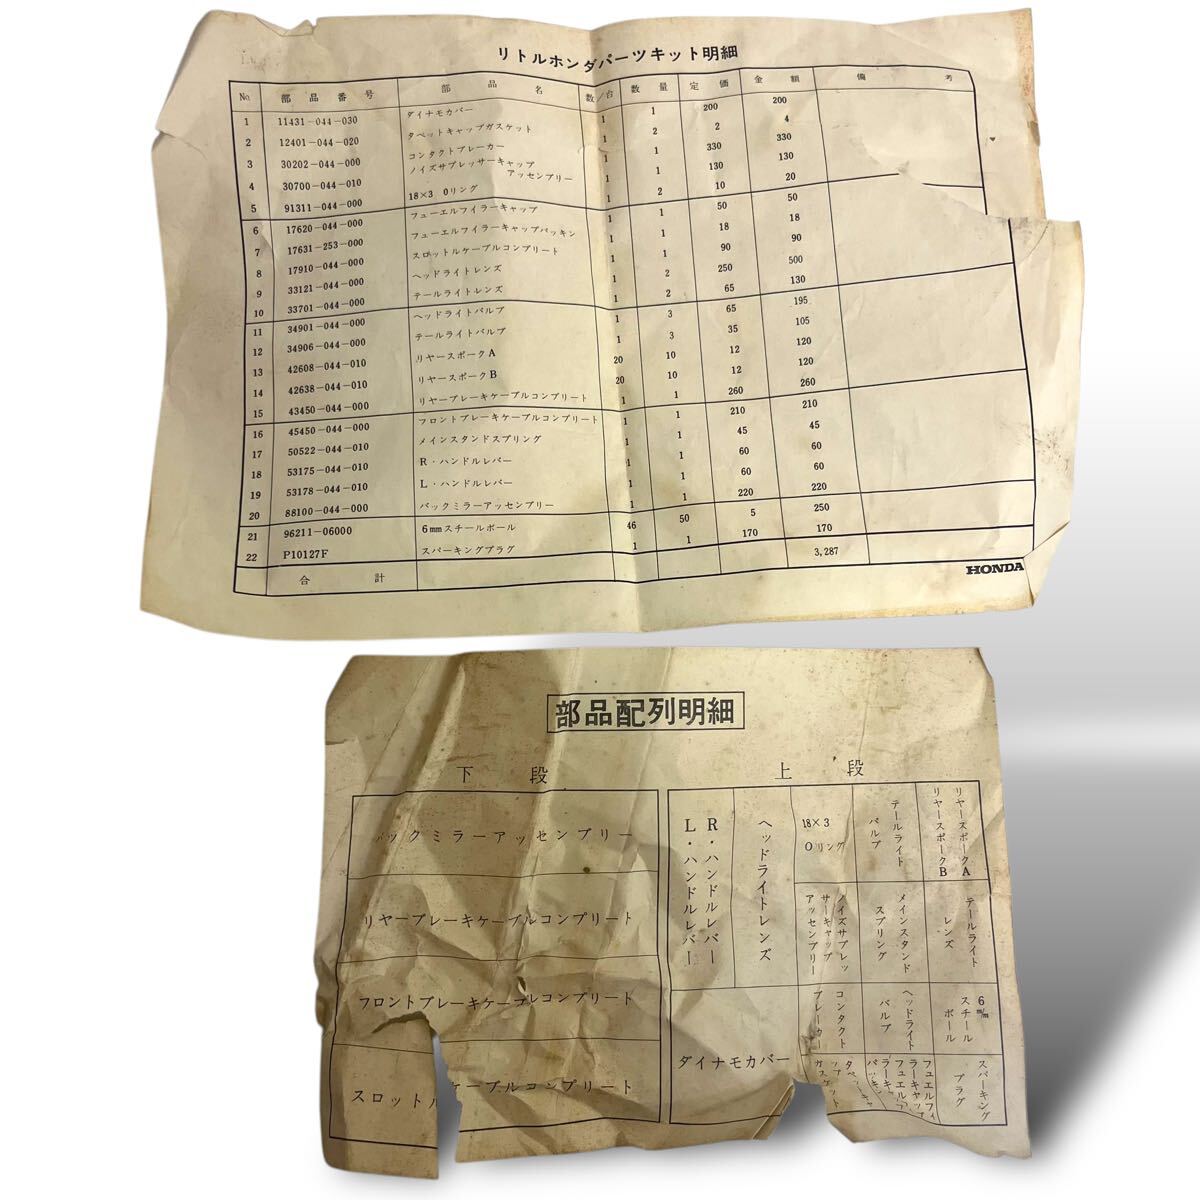 リトルホンダパーツキット明細
No. 部品番号 部品名 数/台 数量 定価 金額 備考
1 11431-044-030 ダイナモカバー 1 1 200 200
2 12401-044-020 タペットキャップガスケット 1 2 2 4
3 30202-044-000 コンタクトブレーカー 1 1 330 330
4 30700-044-010 ノイズサプレッサーキャップアッセンブリー 1 1 130 130
5 91311-044-000 18×3 Oリング 1 2 10 20
6 17620-044-000 フューエルフイラーキャップ 1 1 50 50
7 17631-253-000 フューエルフイラーキャップパッキン 1 1 18 18
8 17910-044-000 スロットルケーブルコンプリート 1 1 90 90
9 33121-044-010 ヘッドライトレンズ 1 2 250 500
10 33701-044-000 テールライトレンズ 1 2 65 130
11 34901-044-000 ヘッドライトバルブ 1 3 65 195
12 34906-044-000 テールライトバルブ 1 3 35 105
13 42608-044-010 リヤースポークA 20 10 12 120
14 42638-044-010 リヤースポークB 20 10 12 120
15 43450-044-000 リヤーブレーキケーブルコンプリート 1 1 260 260
16 45450-044-000 フロントブレーキケーブルコンプリート 1 1 210 210
17 50522-044-010 メインスタンドスプリング 1 1 45 45
18 53175-044-010 R・ハンドルレバー 1 1 60 60
19 53178-044-010 L・ハンドルレバー 1 1 60 60
20 88100-044-000 バックミラーアッセンブリー 1 1 220 220
21 96211-06000 6mmスチールボール 46 50 5 250
22 P10127F スパーキングプラグ 1 1 170 170
合計 3,287
HONDA
部品配列明細
下段
バックミラーアッセンブリー
リヤーブレーキケーブルコンプリート
フロントブレーキケーブルコンプリート
スロットルケーブルコンプリート
上段
R・ハンドルレバー
L・ハンドルレバー
ヘッドライトレンズ
18×3
Oリング
テールライト
バルブ
リヤースポークA
リヤースポークB
ノイズサプレッ
サーキャップ
アッセンブリー
メインスタンド
スプリング
テールライト
レンズ
ダイナモカバー
コンタクト
ブレーカー
ヘッドライト
バルブ
6m/m
スチール
ボール
タペット
ガスケット
フュエルフィ
ラーキャップ
フュエルフィ
ラーキ
パッキン
スパーキング
プラグ